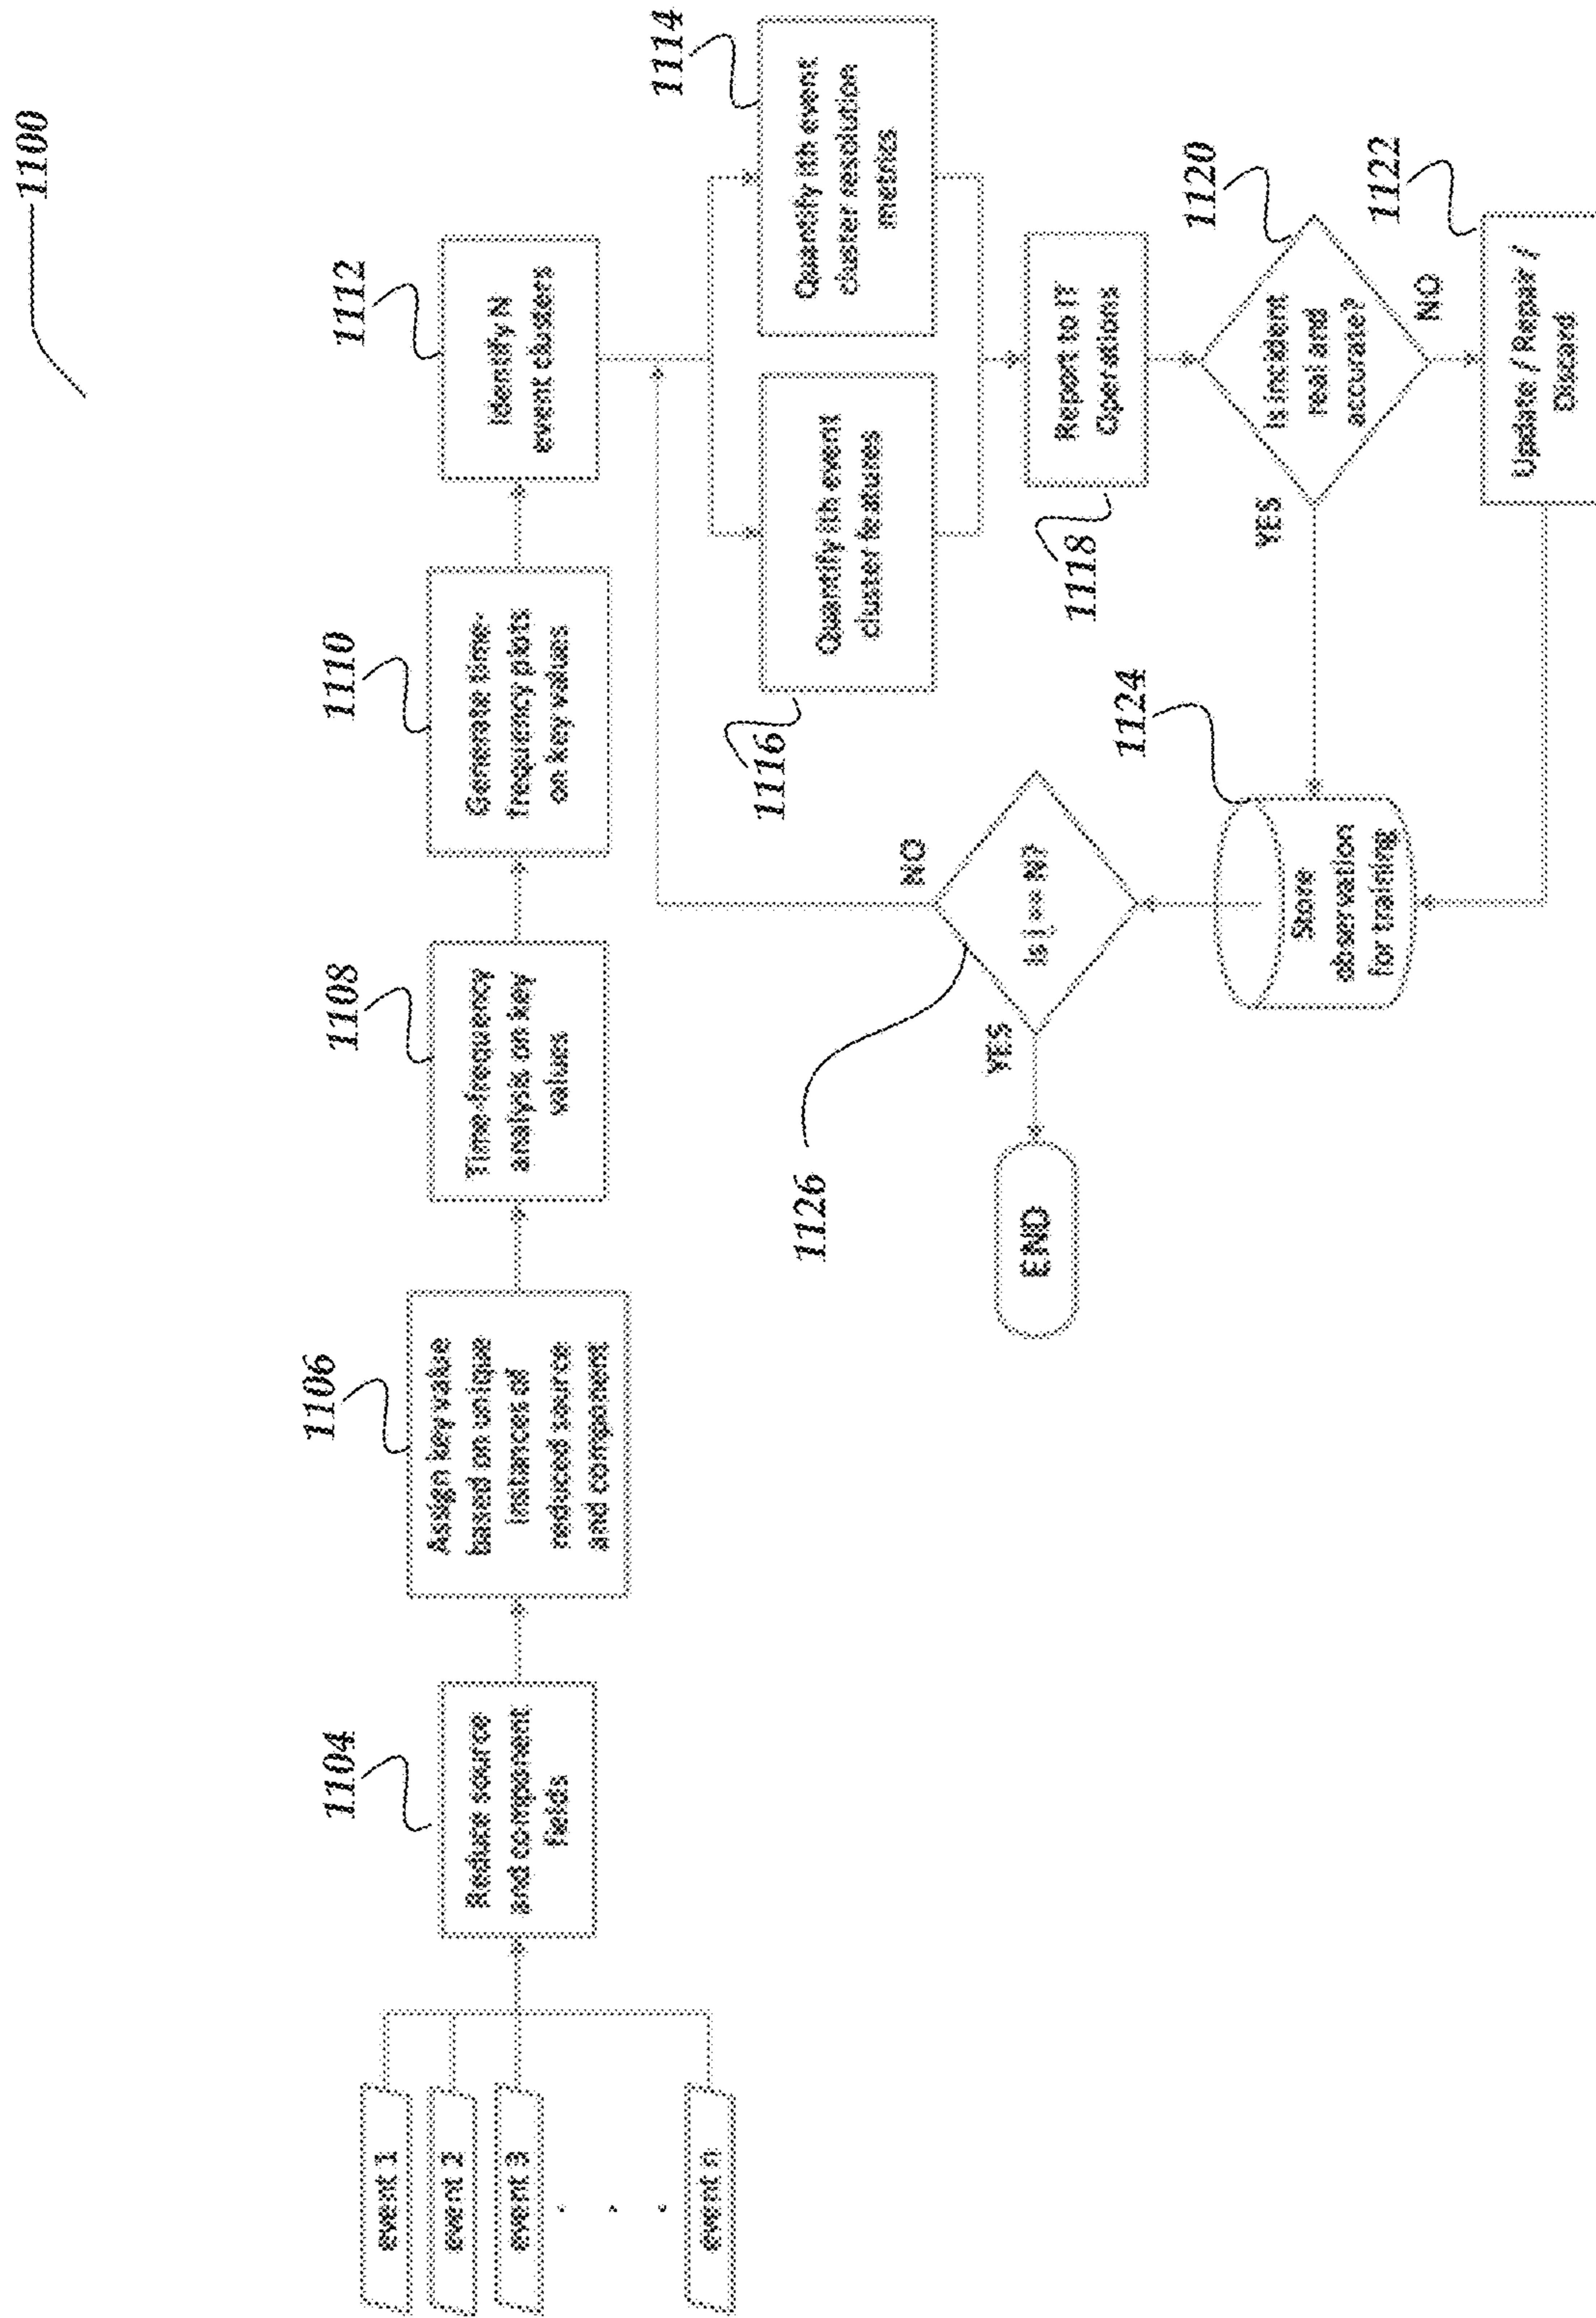 1100
event 1
event 2
event 3
. . .
event n
1104
Reduce source
and component
fields
1106
Assign key value
based on unique
instances of
reduced source
and component
1108
Time-frequency
analysis on key
values
1110
Generate time-
frequency plots
on key values
1112
Identify N
event clusters
1116
Quantify ith event
cluster features
1114
Quantify ith event
cluster resolution
metrics
1118
Report to IT
Operations
1120
Is incident
real and
accurate?
YES
NO
1122
Update / Repair /
Discard
1124
Store
observation
for training
1126
Is j == N?
NO
YES
END